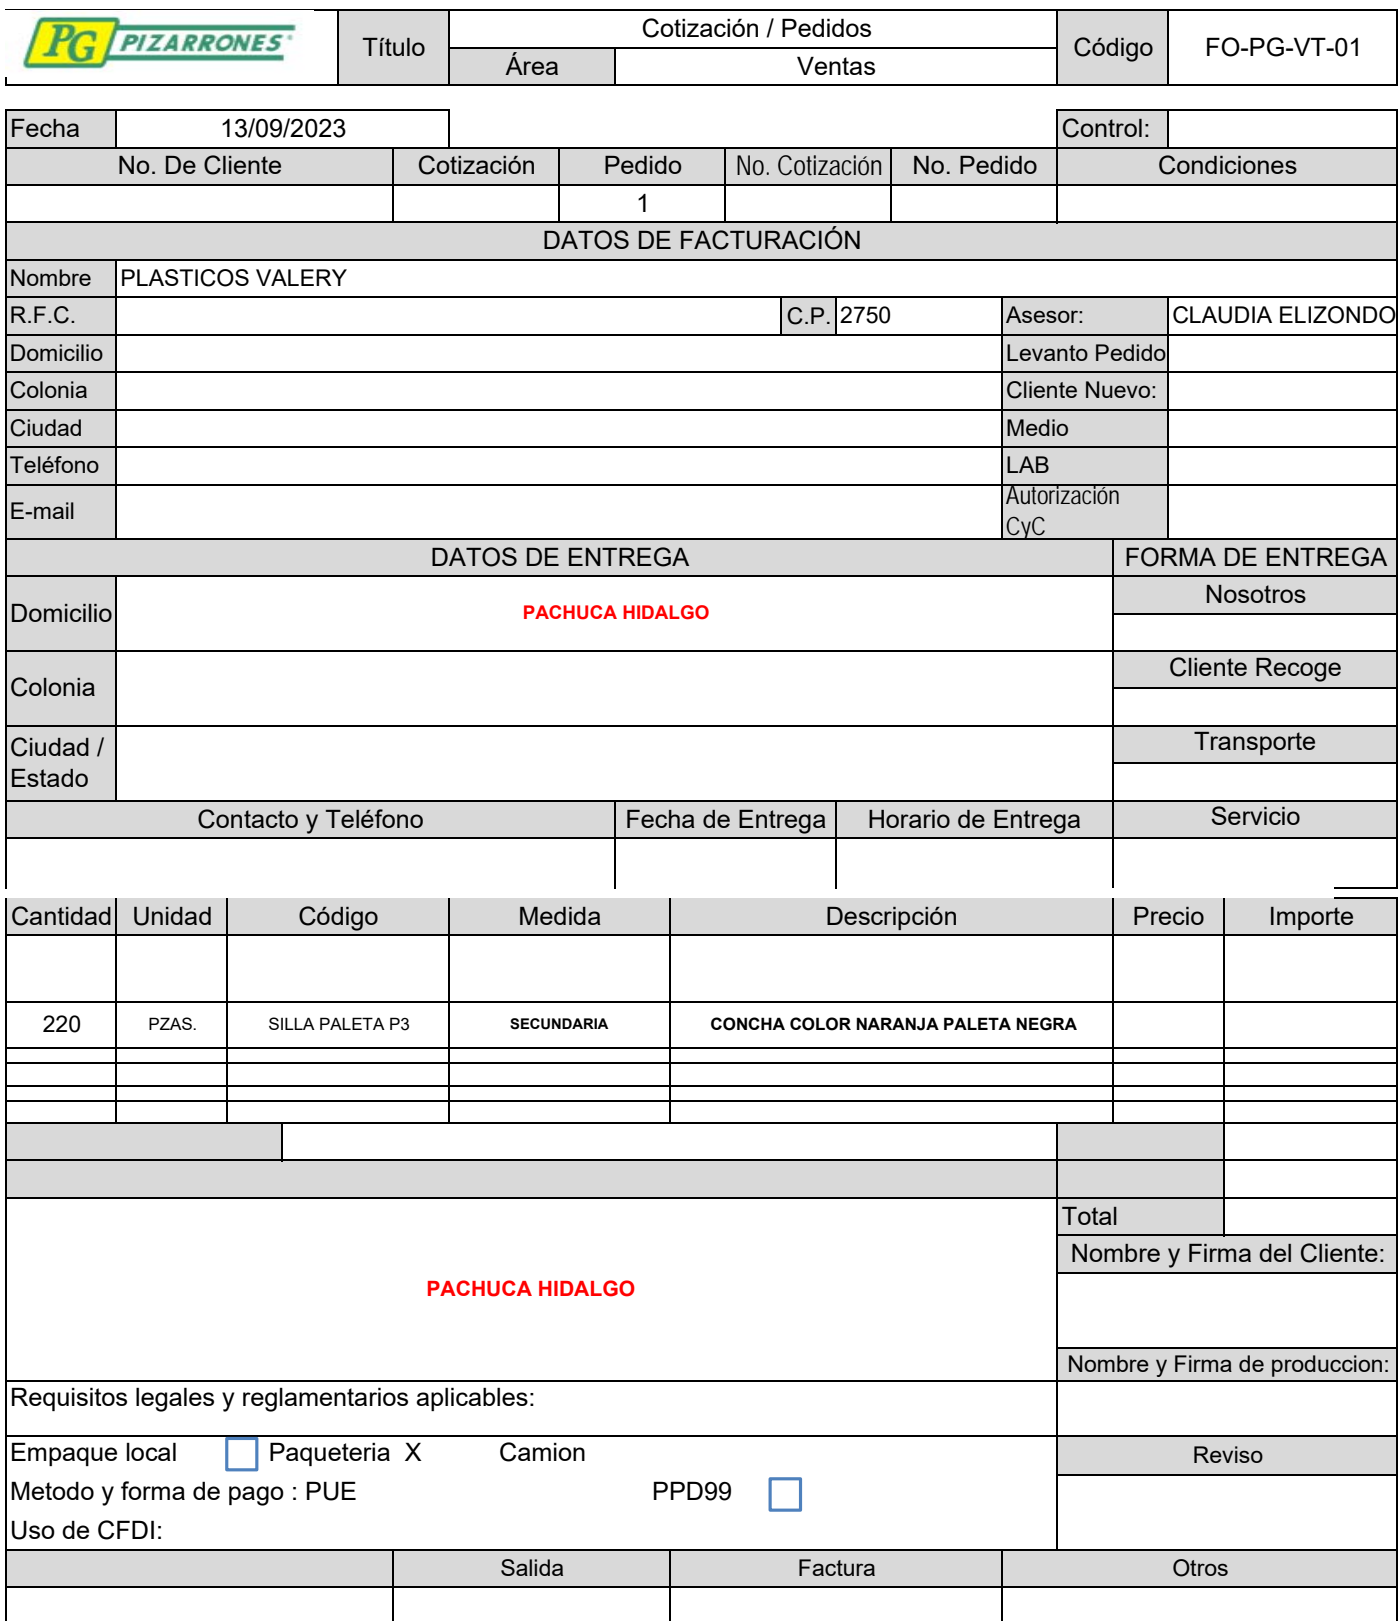 PG PIZARRONES
Título
Cotización / Pedidos
Área
Ventas
Código
FO-PG-VT-01
Fecha 13/09/2023 Control:
No. De Cliente Cotización Pedido No. Cotización No. Pedido Condiciones
1
DATOS DE FACTURACIÓN
Nombre PLASTICOS VALERY
R.F.C. C.P. 2750 Asesor: CLAUDIA ELIZONDO
Domicilio Levanto Pedido
Colonia Cliente Nuevo:
Ciudad Medio
Teléfono LAB
E-mail Autorización
CyC
DATOS DE ENTREGA FORMA DE ENTREGA
Domicilio PACHUCA HIDALGO Nosotros
Colonia Cliente Recoge
Ciudad / Transporte
Estado
Contacto y Teléfono Fecha de Entrega Horario de Entrega Servicio
Cantidad Unidad Código Medida Descripción Precio Importe
220 PZAS. SILLA PALETA P3 SECUNDARIA CONCHA COLOR NARANJA PALETA NEGRA
Total
Nombre y Firma del Cliente:
PACHUCA HIDALGO
Nombre y Firma de produccion:
Requisitos legales y reglamentarios aplicables:
Empaque local Paqueteria X Camion Reviso
Metodo y forma de pago : PUE PPD99
Uso de CFDI:
Salida Factura Otros